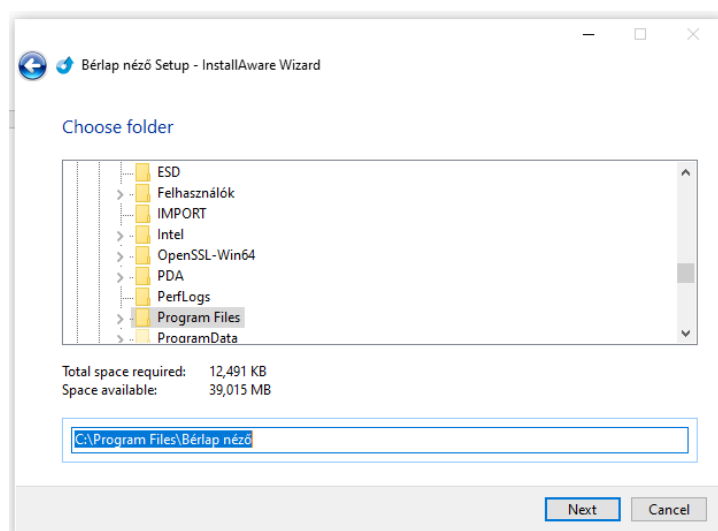 Bérlap néző Setup - InstallAware Wizard
Choose folder
ESD
Felhasználók
IMPORT
Intel
OpenSSL-Win64
PDA
PerfLogs
Program Files
ProgramData
Total space required: 12,491 KB
Space available: 39,015 MB
C:\Program Files\Bérlap néző
Next Cancel